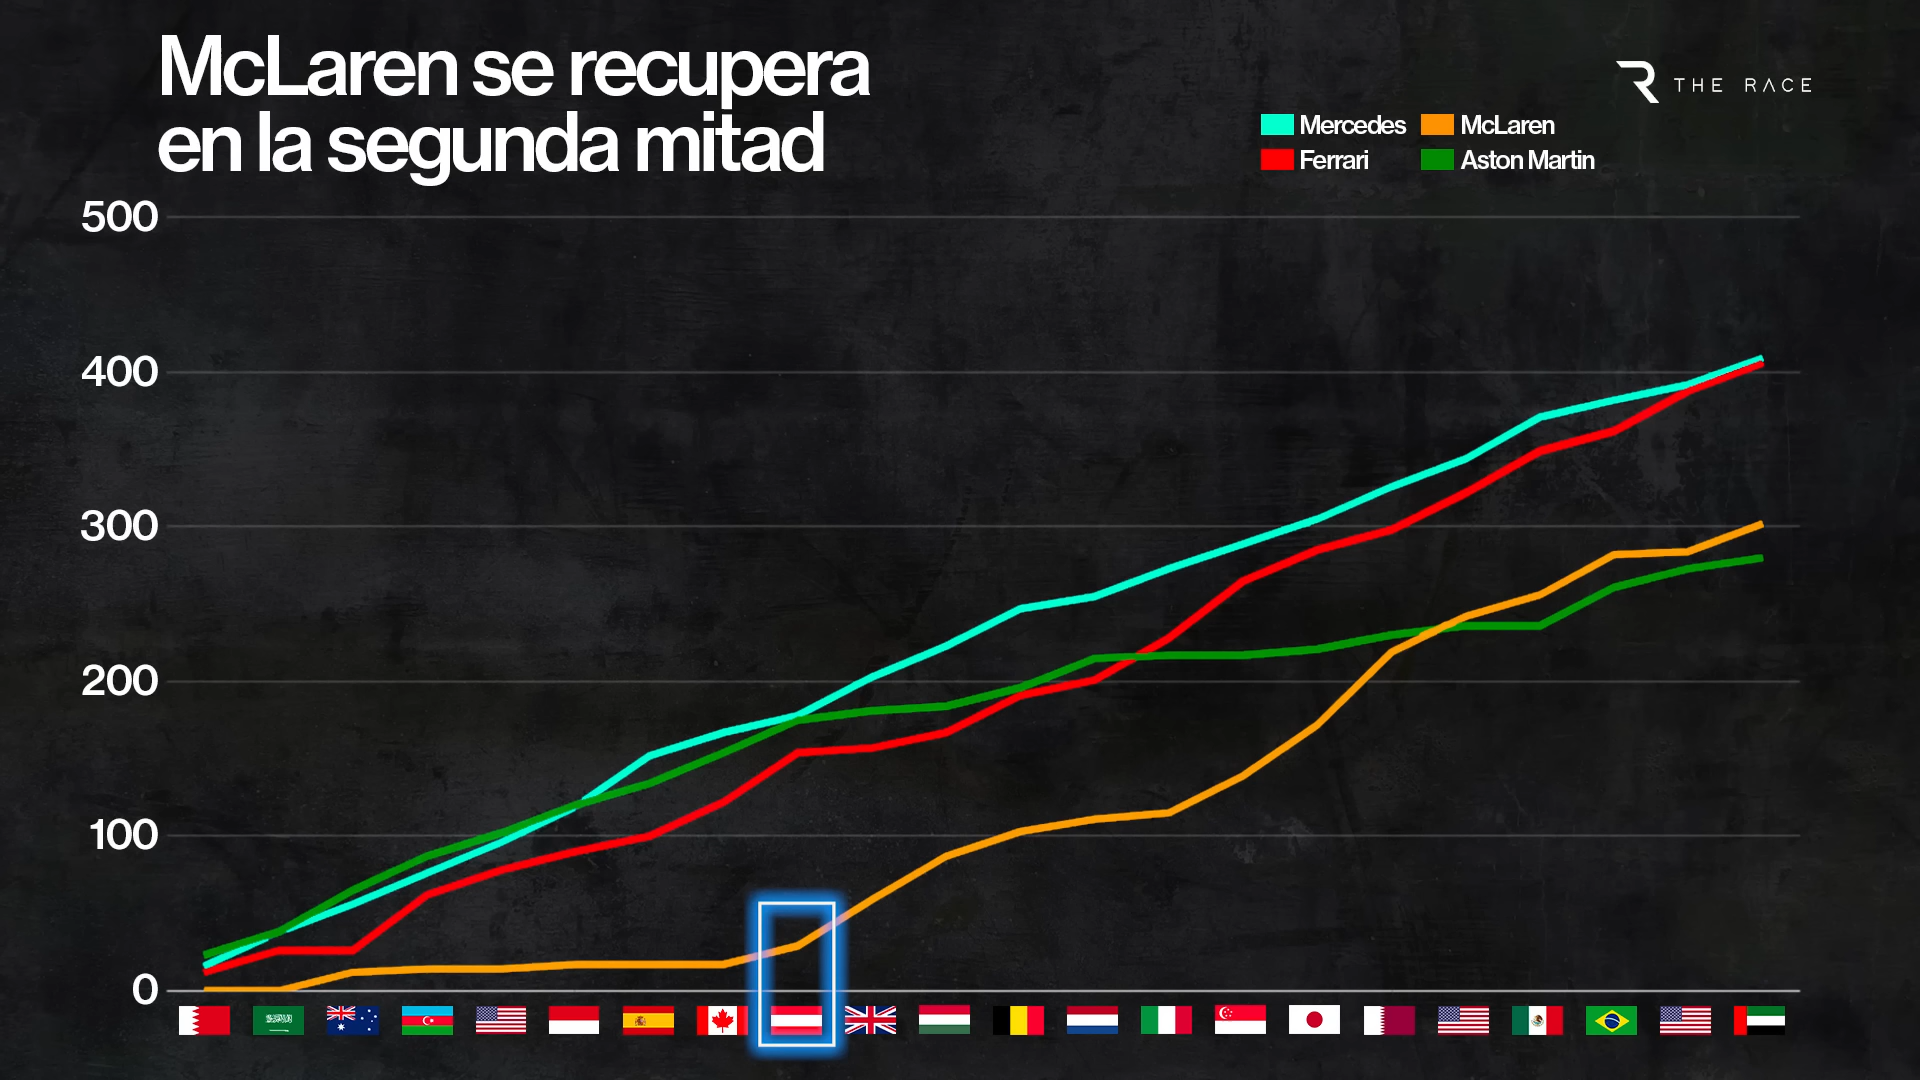 McLaren se recupera
en la segunda mitad
THE RACE
Mercedes
McLaren
Ferrari
Aston Martin
500
400
300
200
100
0